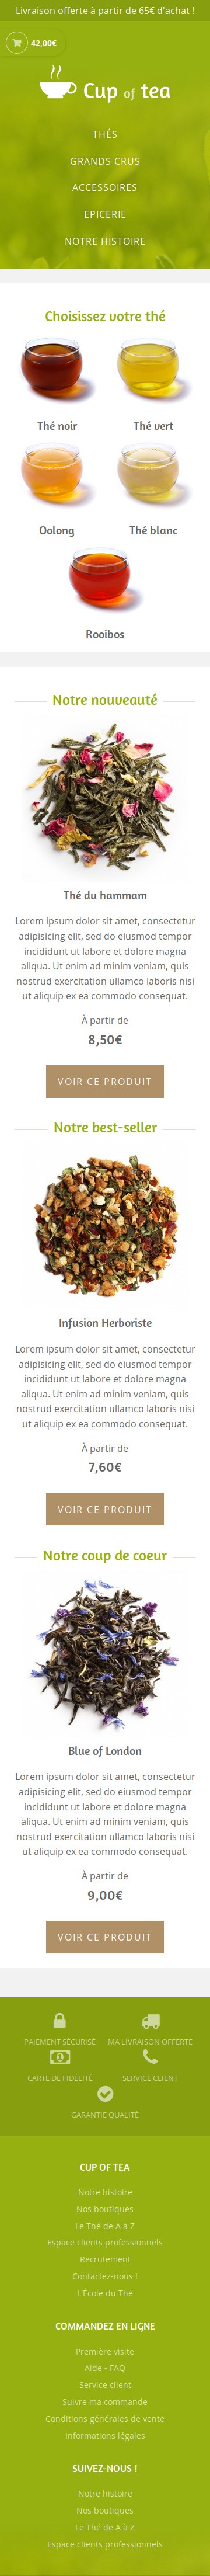 Livraison offerte à partir de 65€ d'achat !
42,00€
Cup of tea
THÉS
GRANDS CRUS
ACCESSOIRES
EPICERIE
NOTRE HISTOIRE
Choisissez votre thé
Thé noir
Thé vert
Oolong
Thé blanc
Rooibos
Notre nouveauté
Thé du hammam
Lorem ipsum dolor sit amet, consectetur
adipisicing elit, sed do eiusmod tempor
incididunt ut labore et dolore magna
aliqua. Ut enim ad minim veniam, quis
nostrud exercitation ullamco laboris nisi
ut aliquip ex ea commodo consequat.
À partir de
8,50€
VOIR CE PRODUIT
Notre best-seller
Infusion Herboriste
Lorem ipsum dolor sit amet, consectetur
adipisicing elit, sed do eiusmod tempor
incididunt ut labore et dolore magna
aliqua. Ut enim ad minim veniam, quis
nostrud exercitation ullamco laboris nisi
ut aliquip ex ea commodo consequat.
À partir de
7,60€
VOIR CE PRODUIT
Notre coup de coeur
Blue of London
Lorem ipsum dolor sit amet, consectetur
adipisicing elit, sed do eiusmod tempor
incididunt ut labore et dolore magna
aliqua. Ut enim ad minim veniam, quis
nostrud exercitation ullamco laboris nisi
ut aliquip ex ea commodo consequat.
À partir de
9,00€
VOIR CE PRODUIT
PAIEMENT SÉCURISÉ
MA LIVRAISON OFFERTE
CARTE DE FIDÉLITÉ
SERVICE CLIENT
GARANTIE QUALITÉ
CUP OF TEA
Notre histoire
Nos boutiques
Le Thé de A à Z
Espace clients professionnels
Recrutement
Contactez-nous !
L'École du Thé
COMMANDEZ EN LIGNE
Première visite
Aide - FAQ
Service client
Suivre ma commande
Conditions générales de vente
Informations légales
SUIVEZ-NOUS !
Notre histoire
Nos boutiques
Le Thé de A à Z
Espace clients professionnels